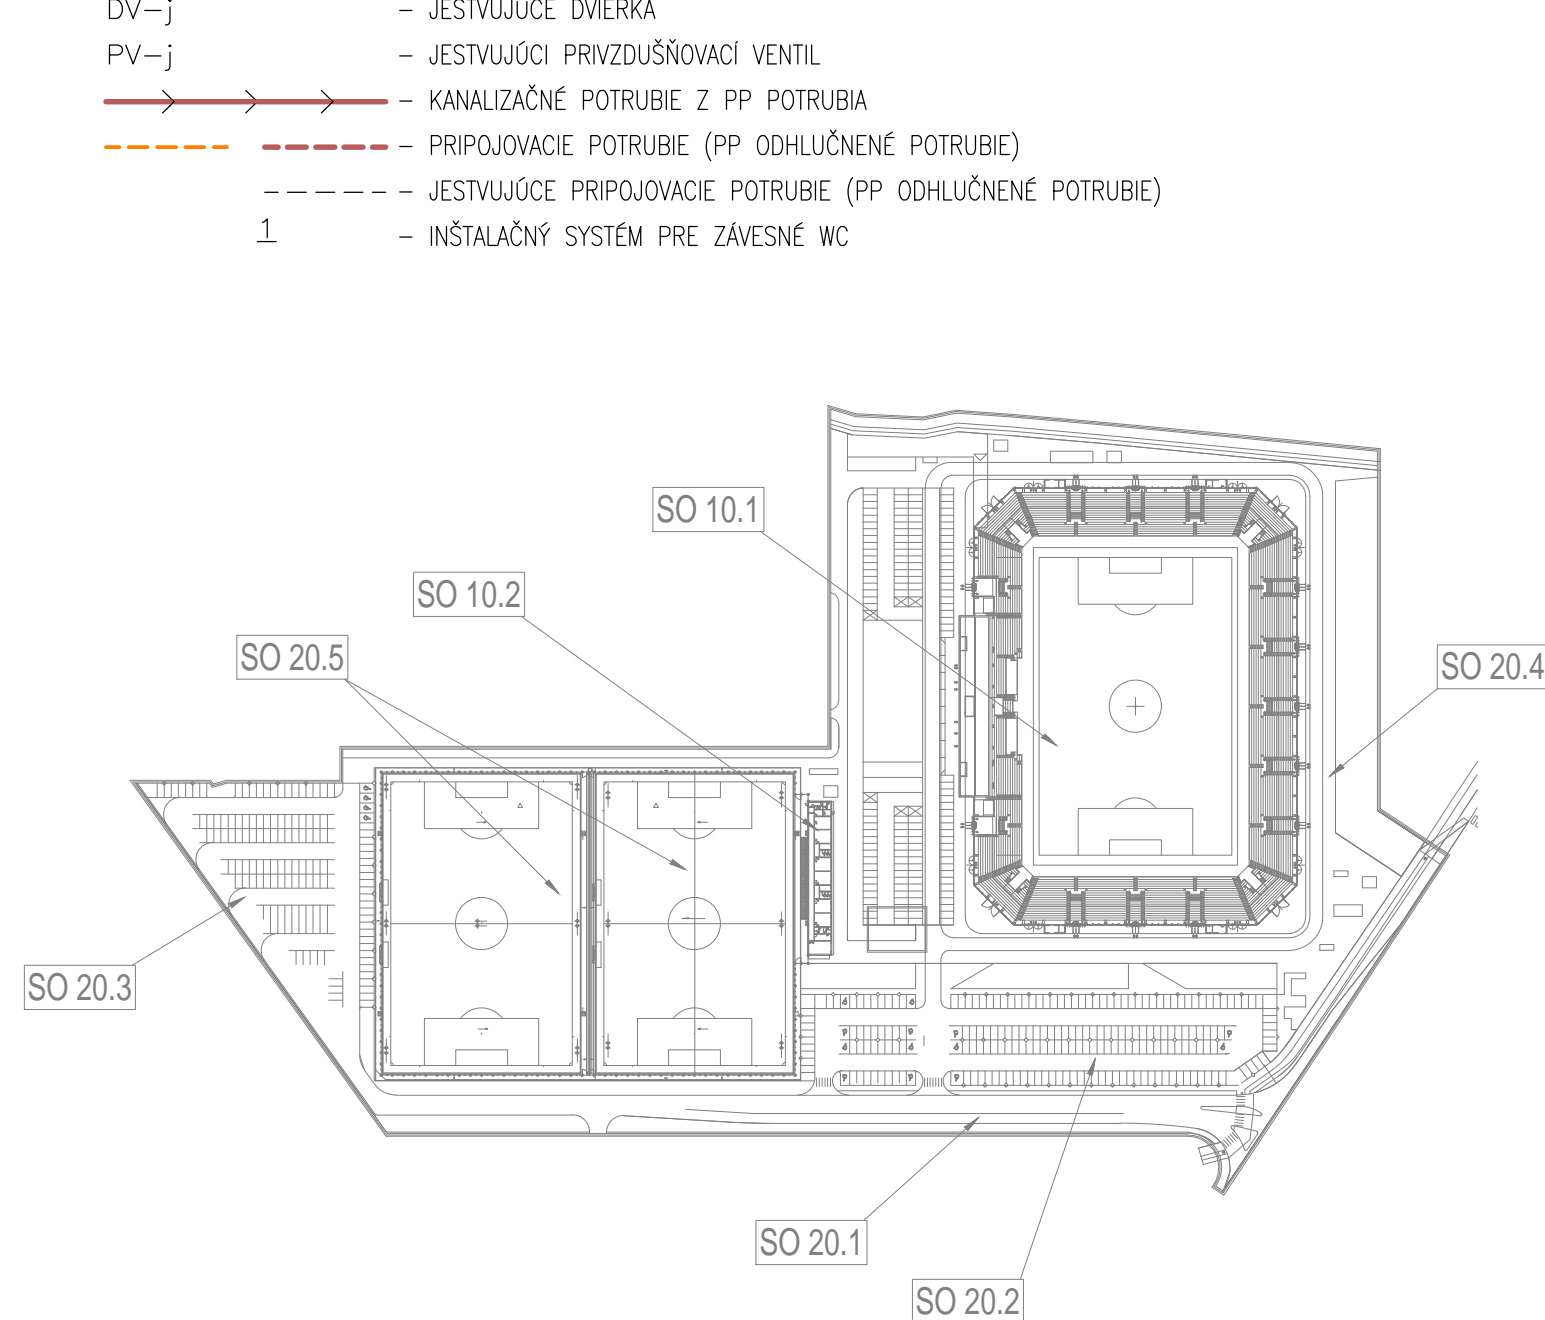 DV-j – JESTVUJÚCE DVIERKA
PV-j – JESTVUJÚCI PRIVZDUŠŇOVACÍ VENTIL
– KANALIZAČNÉ POTRUBIE Z PP POTRUBIA
– PRIPOJOVACIE POTRUBIE (PP ODHLUČNENÉ POTRUBIE)
– JESTVUJÚCE PRIPOJOVACIE POTRUBIE (PP ODHLUČNENÉ POTRUBIE)
1 – INŠTALAČNÝ SYSTÉM PRE ZÁVESNÉ WC
SO 10.1
SO 10.2
SO 20.5
SO 20.4
SO 20.3
SO 20.1
SO 20.2